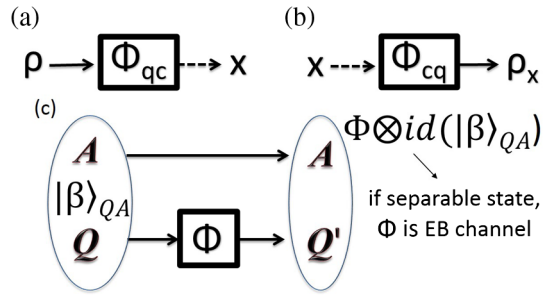 (a)
ρ Φqc x
(b)
x Φcq ρx
(c)
A
|β⟩QA
Q
Φ
A
Q'
Φ⊗id(|β⟩QA)
if separable state,
Φ is EB channel